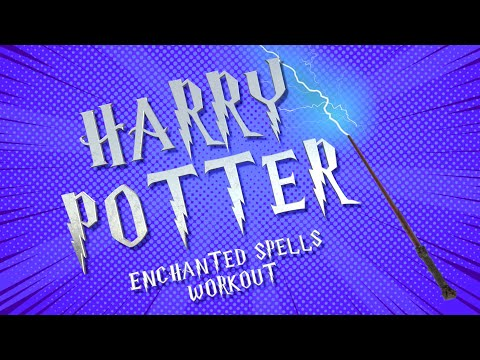 HARRY
POTTER
ENCHANTED SPELLS
WORKOUT